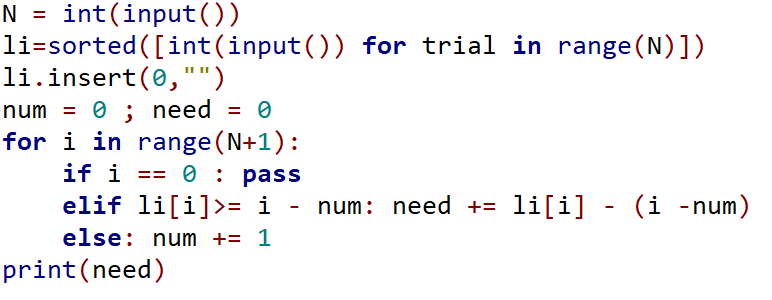 N = int(input())
li=sorted([int(input()) for trial in range(N)])
li.insert(0,"")
num = 0 ; need = 0
for i in range(N+1):
    if i == 0 : pass
    elif li[i]>= i - num: need += li[i] - (i -num)
    else: num += 1
print(need)